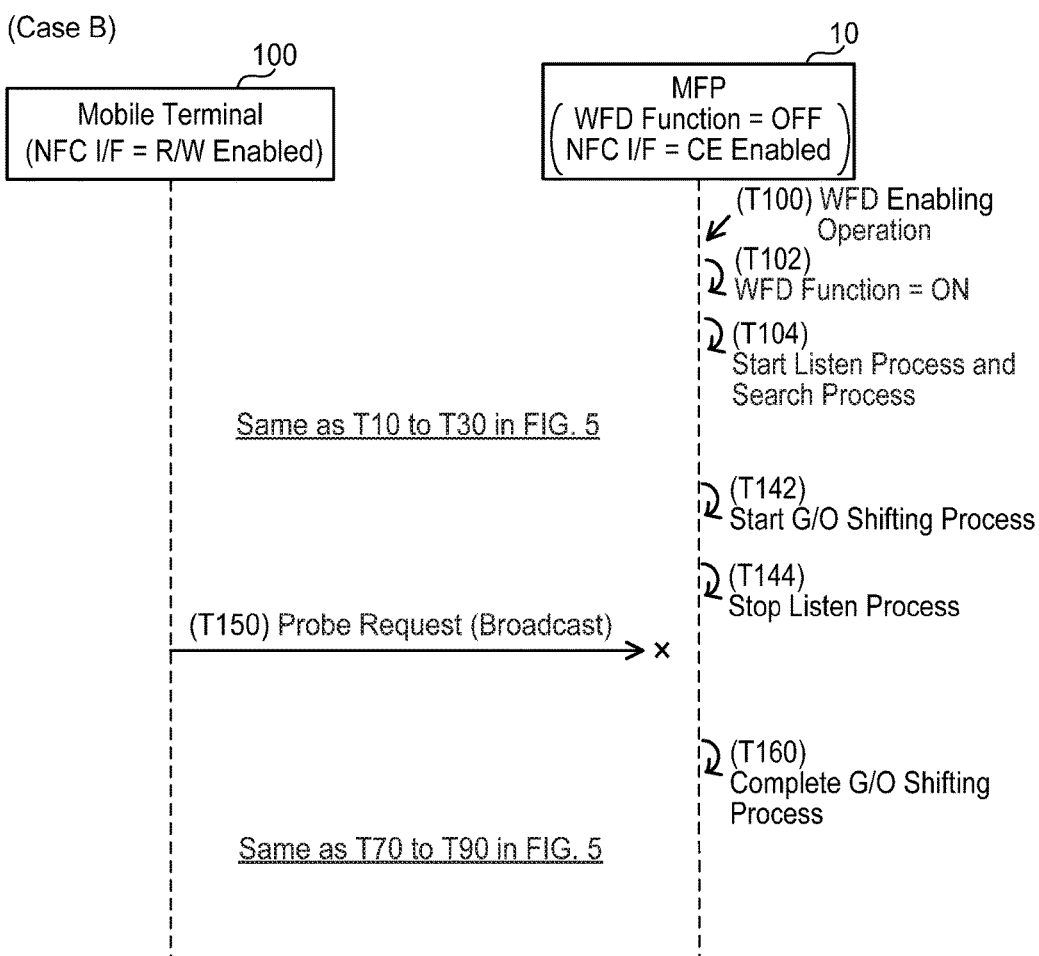 (Case B)
100
10
Mobile Terminal
(NFC I/F = R/W Enabled)
MFP
WFD Function = OFF
NFC I/F = CE Enabled
(T100) WFD Enabling
Operation
(T102)
WFD Function = ON
(T104)
Start Listen Process and
Search Process
Same as T10 to T30 in FIG. 5
(T142)
Start G/O Shifting Process
(T144)
Stop Listen Process
(T150) Probe Request (Broadcast)
×
(T160)
Complete G/O Shifting
Process
Same as T70 to T90 in FIG. 5